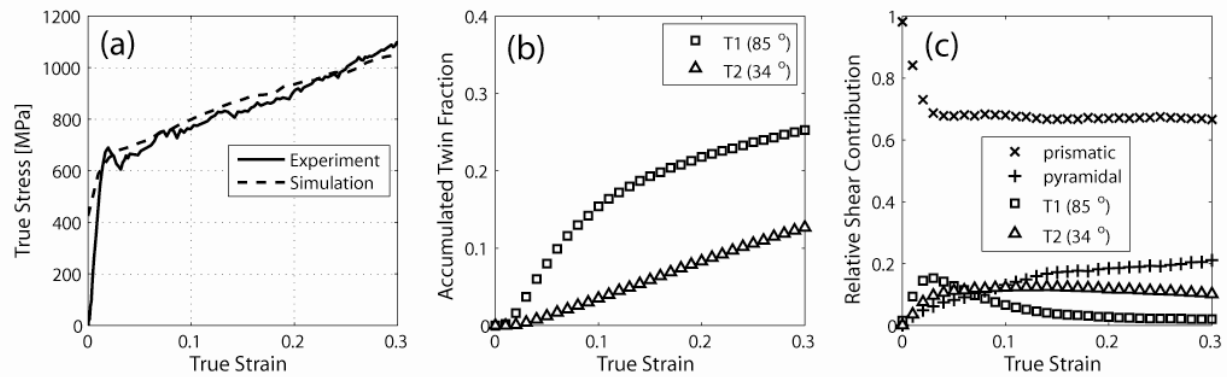 (a)
True Stress [MPa]
1200
1000
800
600
400
200
0
Experiment
Simulation
0
0.1
0.2
0.3
True Strain
(b)
Accumulated Twin Fraction
0.4
0.3
0.2
0.1
0
T1 (85 °)
T2 (34 °)
0
0.1
0.2
0.3
True Strain
(c)
Relative Shear Contribution
1
0.8
0.6
0.4
0.2
0
prismatic
pyramidal
T1 (85 °)
T2 (34 °)
0
0.1
0.2
0.3
True Strain